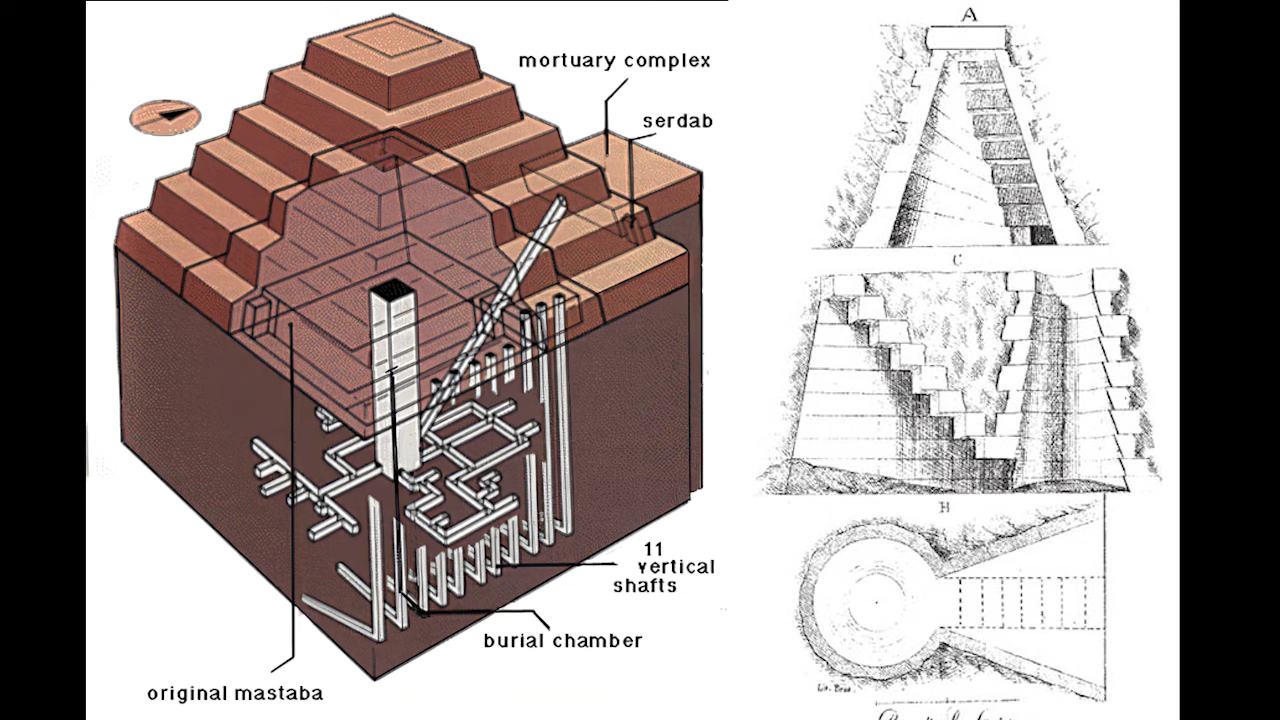 mortuary complex
serdab
11
vertical
shafts
burial chamber
original mastaba
A
C